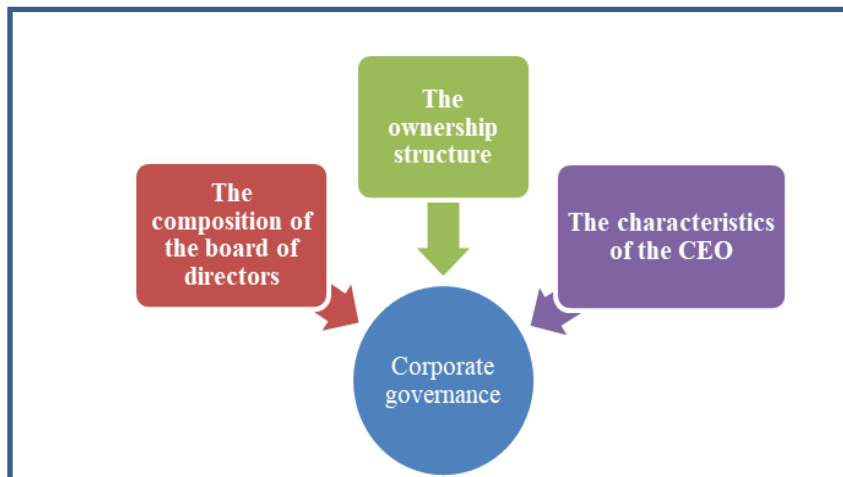 The
ownership
structure
The
composition of
the board of
directors
The characteristics
of the CEO
Corporate
governance